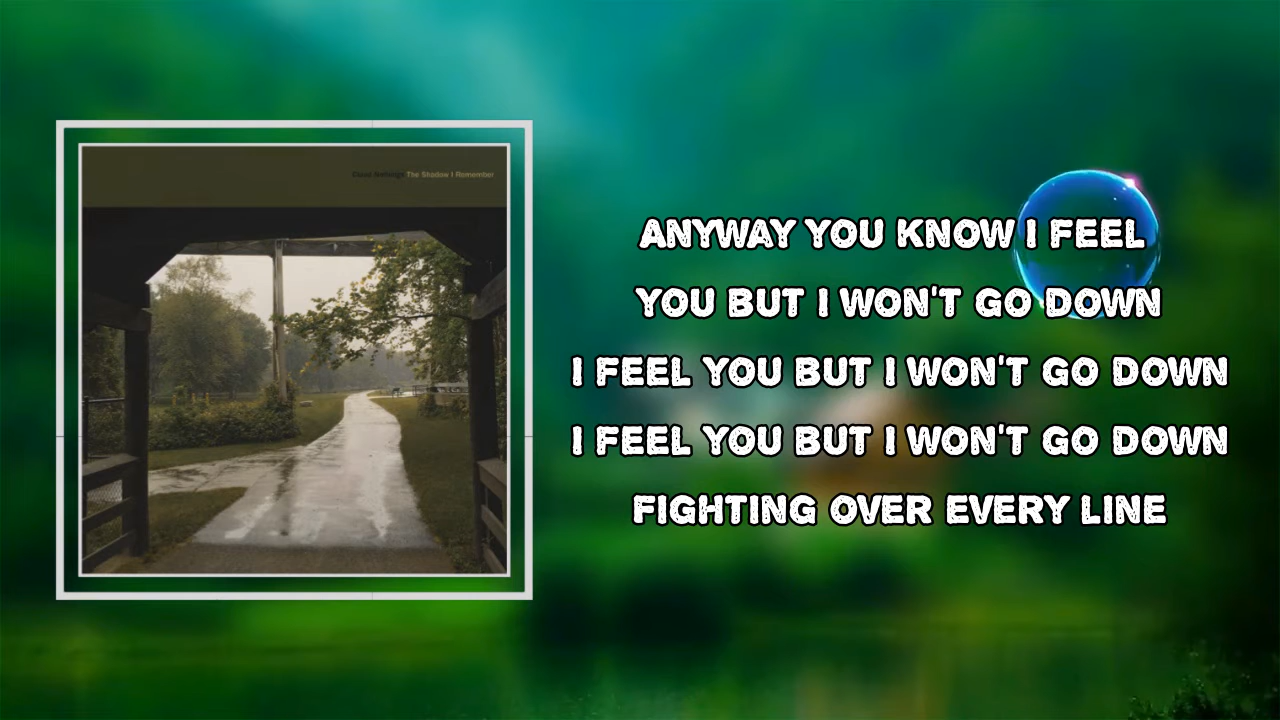 Cloud Nothings The Shadow I Remember
ANYWAY YOU KNOW I FEEL
YOU BUT I WON'T GO DOWN
I FEEL YOU BUT I WON'T GO DOWN
I FEEL YOU BUT I WON'T GO DOWN
FIGHTING OVER EVERY LINE